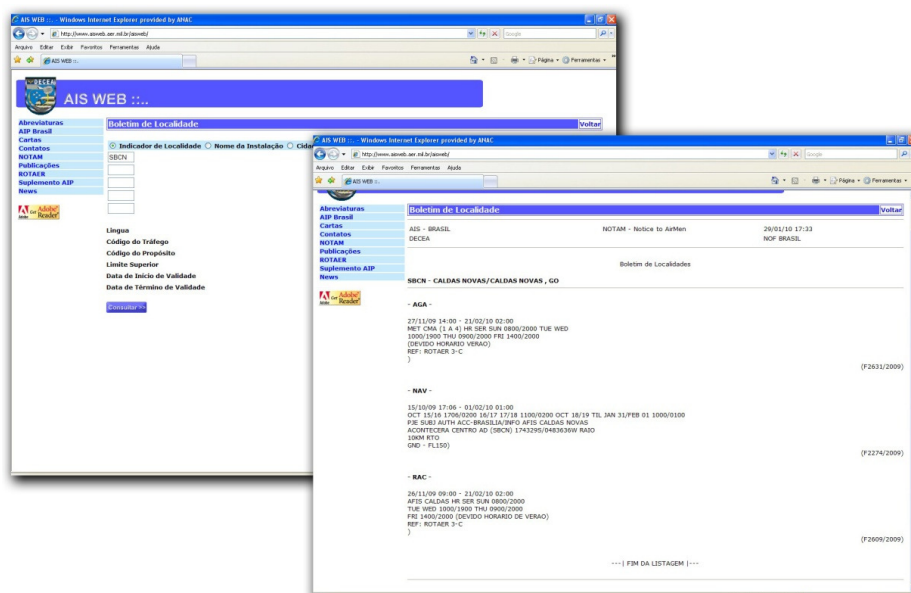 AIS WEB ::.. - Windows Internet Explorer provided by ANAC
http://www.aisweb.aer.mil.br/aisweb/
Google
Arquivo Editar Exibir Favoritos Ferramentas Ajuda
AIS WEB ::..
Página Ferramentas
DECEA
AIS WEB ::..
Abreviaturas
AIP Brasil
Cartas
Contatos
NOTAM
Publicações
ROTAER
Suplemento AIP
News
Get Adobe Reader
Boletim de Localidade
Voltar
Indicador de Localidade Nome da Instalação
SBCN
Lingua
Código do Tráfego
Código do Propósito
Limite Superior
Data de Início de Validade
Data de Término de Validade
Consultar >>
AIS WEB ::.. - Windows Internet Explorer provided by ANAC
http://www.aisweb.aer.mil.br/aisweb/
Google
Arquivo Editar Exibir Favoritos Ferramentas Ajuda
AIS WEB ::..
Página Ferramentas
Abreviaturas
AIP Brasil
Cartas
Contatos
NOTAM
Publicações
ROTAER
Suplemento AIP
News
Get Adobe Reader
Boletim de Localidade
Voltar
AIS - BRASIL NOTAM - Notice to AirMen 29/01/10 17:33
DECEA NOF BRASIL
Boletim de Localidades
SBCN - CALDAS NOVAS/CALDAS NOVAS , GO
- AGA -
27/11/09 14:00 - 21/02/10 02:00
MET CMA (1 A 4) HR SER SUN 0800/2000 TUE WED
1000/1900 THU 0900/2000 FRI 1400/2000
(DEVIDO HORARIO VERAO)
REF: ROTAER 3-C
)
(F2631/2009)
- NAV -
15/10/09 17:06 - 01/02/10 01:00
OCT 15/16 1706/0200 16/17 17/18 1100/0200 OCT 18/19 TIL JAN 31/FEB 01 1000/0100
PJE SUBJ AUTH ACC-BRASILIA/INFO AFIS CALDAS NOVAS
ACONTECERA CENTRO AD (SBCN) 174329S/0483636W RAIO
10KM RTO
GND - FL150)
(F2274/2009)
- RAC -
26/11/09 09:00 - 21/02/10 02:00
AFIS CALDAS HR SER SUN 0800/2000
TUE WED 1000/1900 THU 0900/2000
FRI 1400/2000 (DEVIDO HORARIO DE VERAO)
REF: ROTAER 3-C
)
(F2609/2009)
---| FIM DA LISTAGEM |---